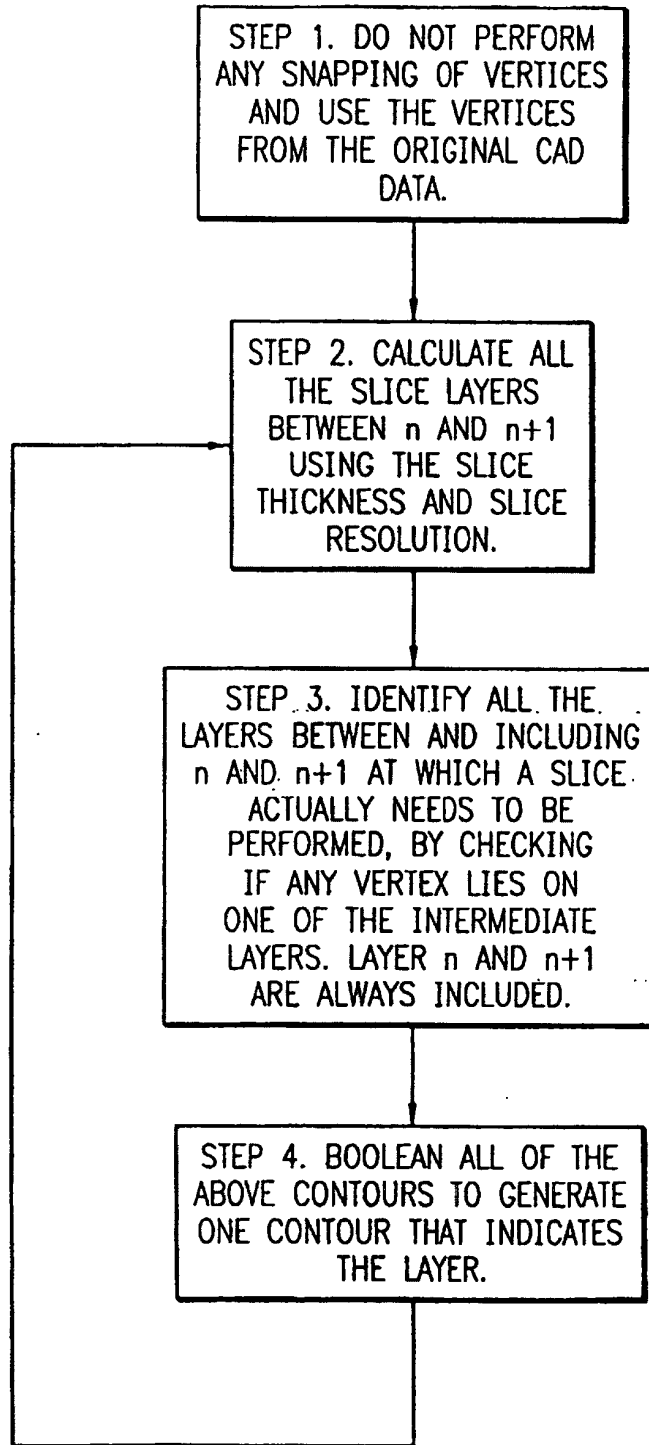 STEP 1. DO NOT PERFORM
ANY SNAPPING OF VERTICES
AND USE THE VERTICES
FROM THE ORIGINAL CAD
DATA.
STEP 2. CALCULATE ALL
THE SLICE LAYERS
BETWEEN n AND n+1
USING THE SLICE
THICKNESS AND SLICE
RESOLUTION.
STEP 3. IDENTIFY ALL THE
LAYERS BETWEEN AND INCLUDING
n AND n+1 AT WHICH A SLICE
ACTUALLY NEEDS TO BE
PERFORMED, BY CHECKING
IF ANY VERTEX LIES ON
ONE OF THE INTERMEDIATE
LAYERS. LAYER n AND n+1
ARE ALWAYS INCLUDED.
STEP 4. BOOLEAN ALL OF THE
ABOVE CONTOURS TO GENERATE
ONE CONTOUR THAT INDICATES
THE LAYER.